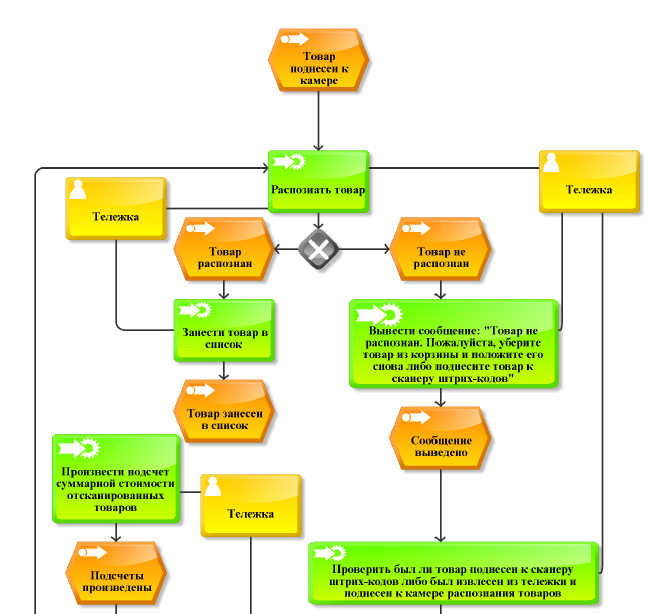 Товар
поднесен к
камере
Распознать товар
Тележка
Тележка
Товар
распознан
Товар не
распознан
Занести товар в
список
Вывести сообщение: "Товар не
распознан. Пожалуйста, уберите
товар из корзины и положите его
снова либо поднесите товар к
сканеру штрих-кодов"
Товар занесен
в список
Сообщение
выведено
Произвести подсчет
суммарной стоимости
отсканированных
товаров
Тележка
Подсчеты
произведены
Проверить был ли товар поднесен к сканеру
штрих-кодов либо был извлесен из тележки и
поднесен к камере распознания товаров